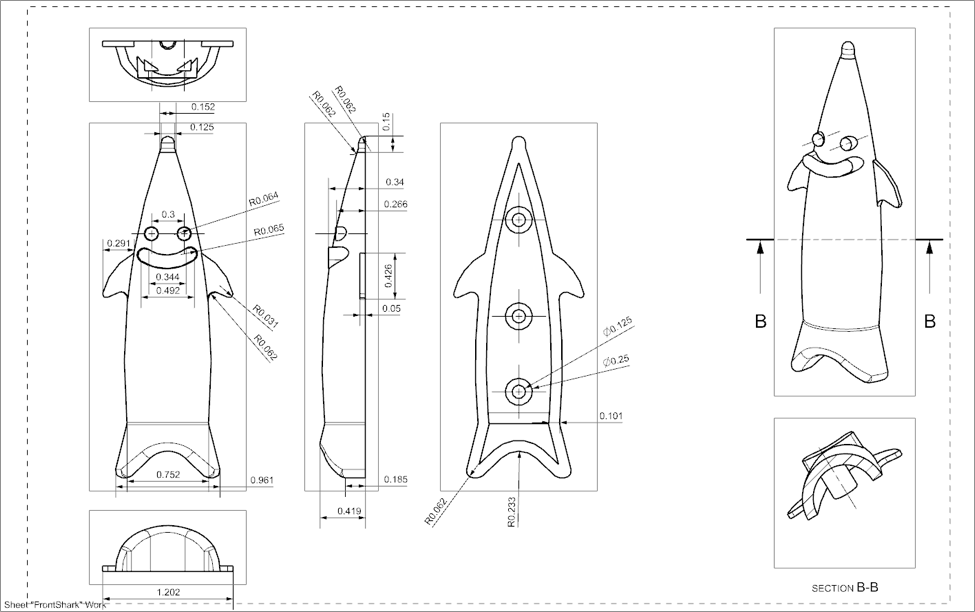 0.152
0.125
R0.062
R0.062
0.15
0.34
0.266
R0.064
0.3
R0.065
0.291
0.344
0.492
R0.031
R0.062
0.426
0.05
Ø0.125
Ø0.25
0.101
B
B
0.752
0.961
0.185
0.419
R0.062
R0.233
SECTION B-B
1.202
Sheet "FrontShark" Work